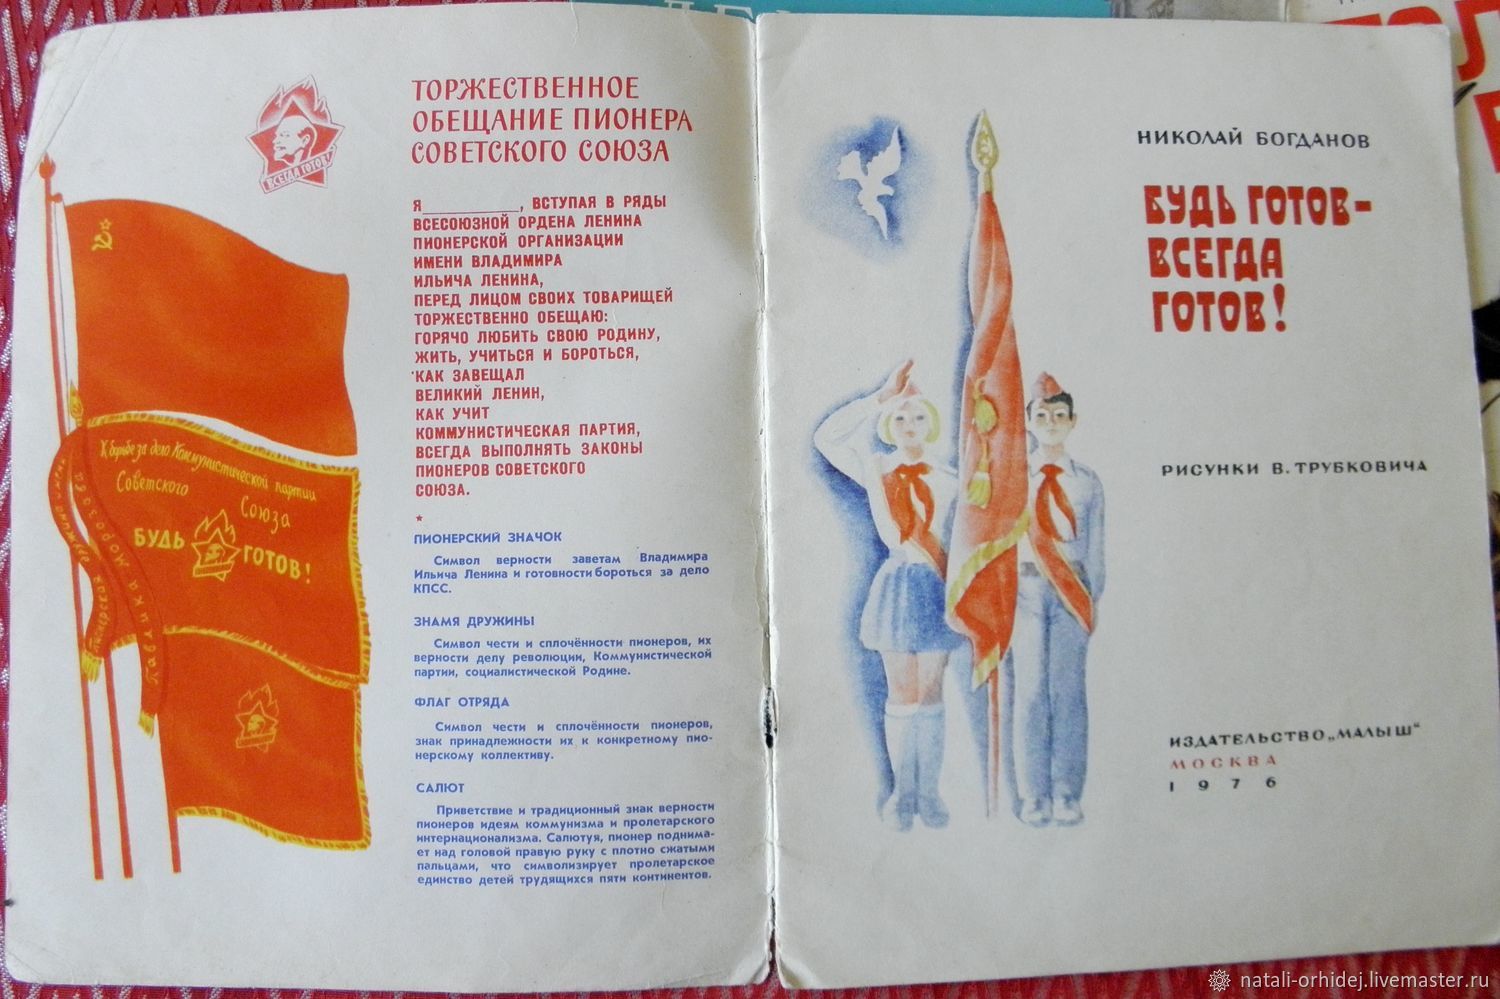 ВСЕГДА ГОТОВ!
ТОРЖЕСТВЕННОЕ
ОБЕЩАНИЕ ПИОНЕРА
СОВЕТСКОГО СОЮЗА
Я________, ВСТУПАЯ В РЯДЫ
ВСЕСОЮЗНОЙ ОРДЕНА ЛЕНИНА
ПИОНЕРСКОЙ ОРГАНИЗАЦИИ
ИМЕНИ ВЛАДИМИРА
ИЛЬИЧА ЛЕНИНА,
ПЕРЕД ЛИЦОМ СВОИХ ТОВАРИЩЕЙ
ТОРЖЕСТВЕННО ОБЕЩАЮ:
ГОРЯЧО ЛЮБИТЬ СВОЮ РОДИНУ,
ЖИТЬ, УЧИТЬСЯ И БОРОТЬСЯ,
КАК ЗАВЕЩАЛ
ВЕЛИКИЙ ЛЕНИН,
КАК УЧИТ
КОММУНИСТИЧЕСКАЯ ПАРТИЯ,
ВСЕГДА ВЫПОЛНЯТЬ ЗАКОНЫ
ПИОНЕРОВ СОВЕТСКОГО
СОЮЗА.
К борьбе за дело Коммунистической партии
Советского
Союза
БУДЬ ГОТОВ!
Пионерская дружина имени
Павлика Морозова
ПИОНЕРСКИЙ ЗНАЧОК
Символ верности заветам Владимира
Ильича Ленина и готовности бороться за дело
КПСС.
ЗНАМЯ ДРУЖИНЫ
Символ чести и сплочённости пионеров, их
верности делу революции, Коммунистической
партии, социалистической Родине.
ФЛАГ ОТРЯДА
Символ чести и сплочённости пионеров,
знак принадлежности их к конкретному пио-
нерскому коллективу.
САЛЮТ
Приветствие и традиционный знак верности
пионеров идеям коммунизма и пролетарского
интернационализма. Салютуя, пионер поднима-
ет над головой правую руку с плотно сжатыми
пальцами, что символизирует пролетарское
единство детей трудящихся пяти континентов.
НИКОЛАЙ БОГДАНОВ
БУДЬ ГОТОВ-
ВСЕГДА
ГОТОВ!
РИСУНКИ В. ТРУБКОВИЧА
ИЗДАТЕЛЬСТВО „МАЛЫШ“
МОСКВА
1976
natali-orhidej.livemaster.ru